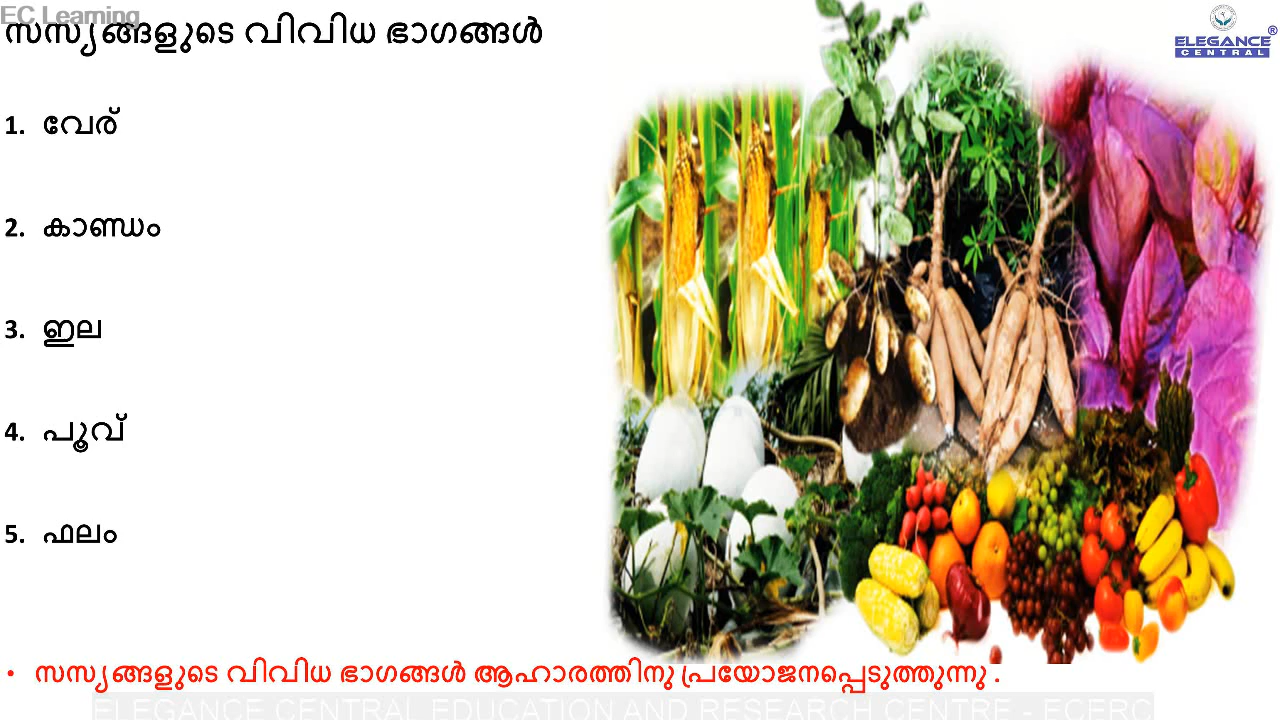 EC Learning
സസ്യങ്ങളുടെ വിവിധ ഭാഗങ്ങൾ
ELEGANCE®
CENTRAL
1. വേര്
2. കാണ്ഡം
3. ഇല
4. പൂവ്
5. ഫലം
• സസ്യങ്ങളുടെ വിവിധ ഭാഗങ്ങൾ ആഹാരത്തിനു പ്രയോജനപ്പെടുത്തുന്നു .
ELEGANCE CENTRAL EDUCATION AND RESEARCH CENTRE - ECERC